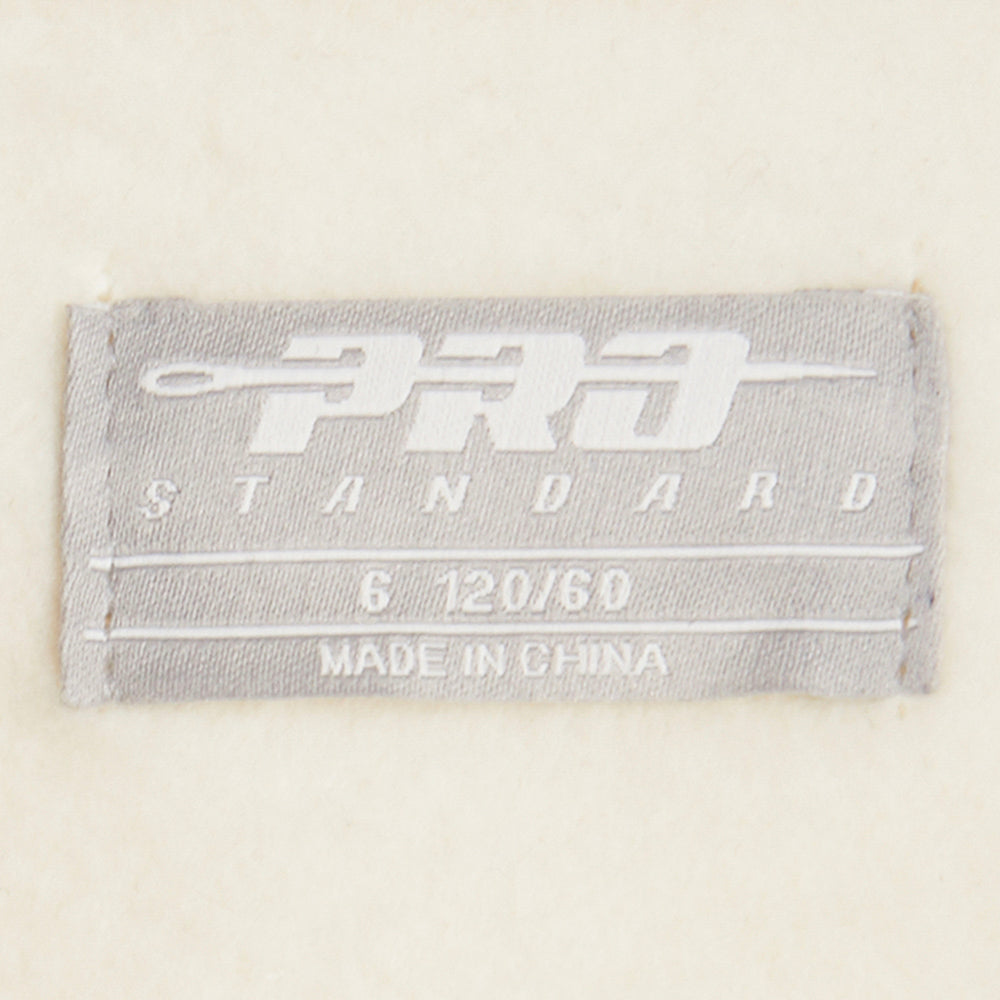 PRO
STANDARD
6 120/60
MADE IN CHINA